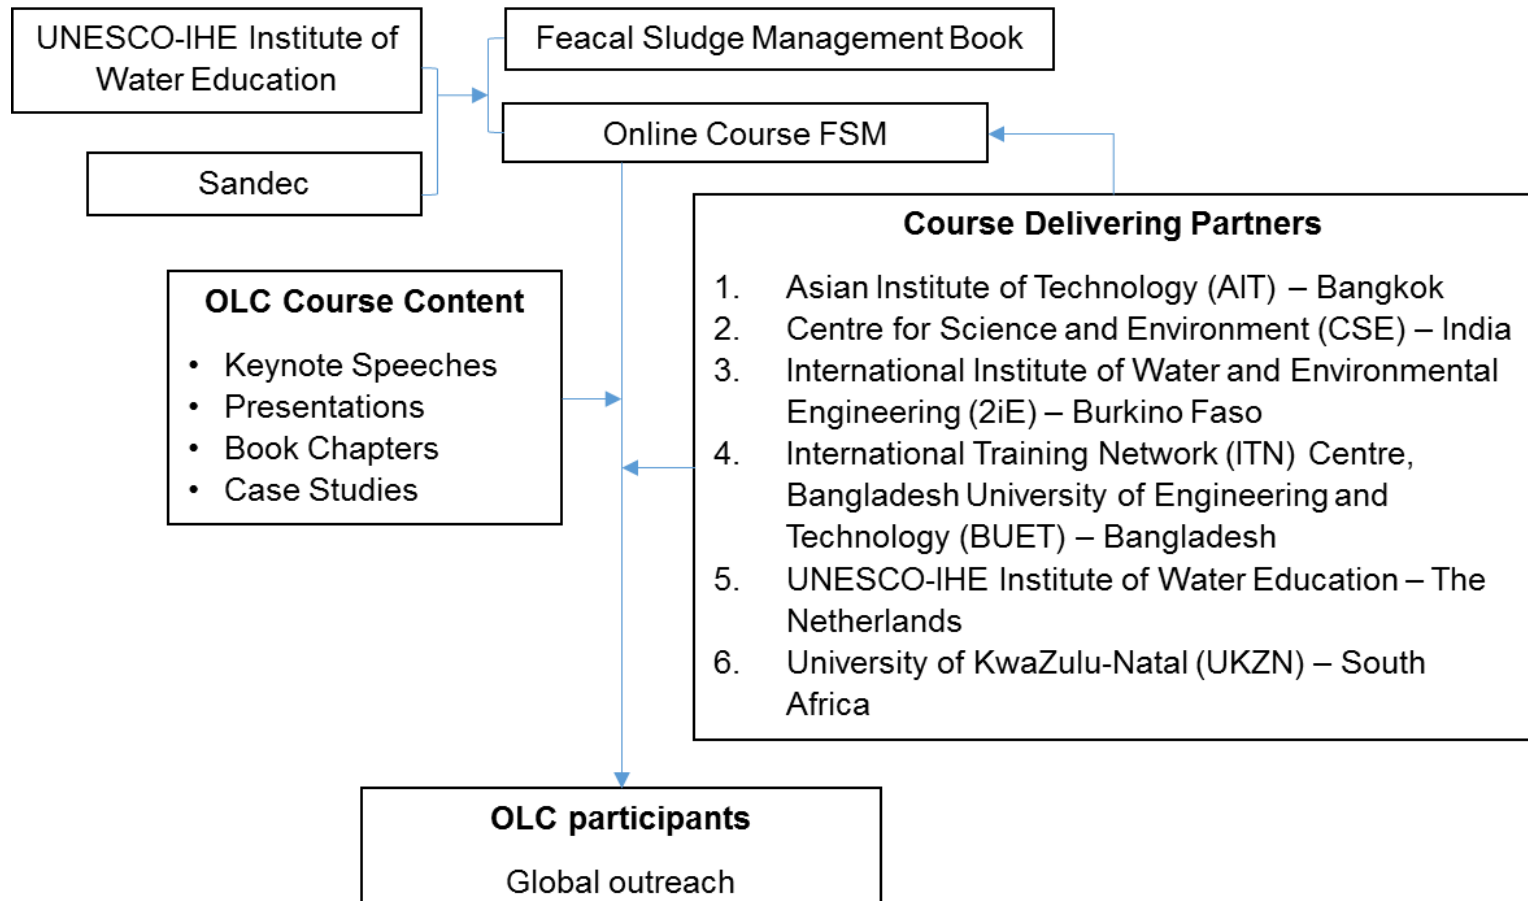 UNESCO-IHE Institute of
Water Education
Feacal Sludge Management Book
Online Course FSM
Sandec
Course Delivering Partners
1. Asian Institute of Technology (AIT) – Bangkok
2. Centre for Science and Environment (CSE) – India
3. International Institute of Water and Environmental
Engineering (2iE) – Burkino Faso
4. International Training Network (ITN) Centre,
Bangladesh University of Engineering and
Technology (BUET) – Bangladesh
5. UNESCO-IHE Institute of Water Education – The
Netherlands
6. University of KwaZulu-Natal (UKZN) – South
Africa
OLC Course Content
• Keynote Speeches
• Presentations
• Book Chapters
• Case Studies
OLC participants
Global outreach